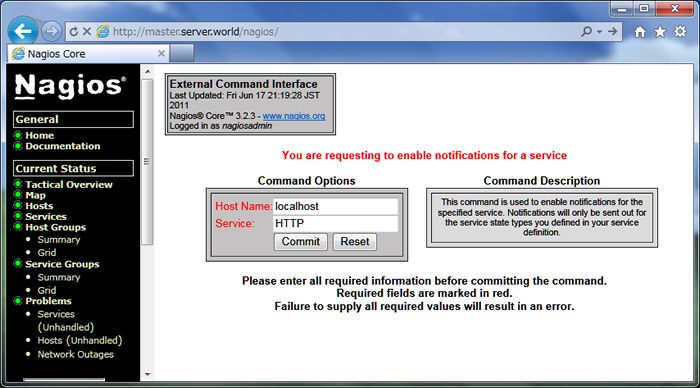 http://master.server.world/nagios/
Nagios Core
Nagios®
General
Home
Documentation
Current Status
Tactical Overview
Map
Hosts
Services
Host Groups
Summary
Grid
Service Groups
Summary
Grid
Problems
Services
(Unhandled)
Hosts (Unhandled)
Network Outages
External Command Interface
Last Updated: Fri Jun 17 21:19:28 JST
2011
Nagios® Core™ 3.2.3 - www.nagios.org
Logged in as nagiosadmin
You are requesting to enable notifications for a service
Command Options
Host Name: localhost
Service: HTTP
Commit Reset
Command Description
This command is used to enable notifications for the
specified service. Notifications will only be sent out for
the service state types you defined in your service
definition.
Please enter all required information before committing the command.
Required fields are marked in red.
Failure to supply all required values will result in an error.